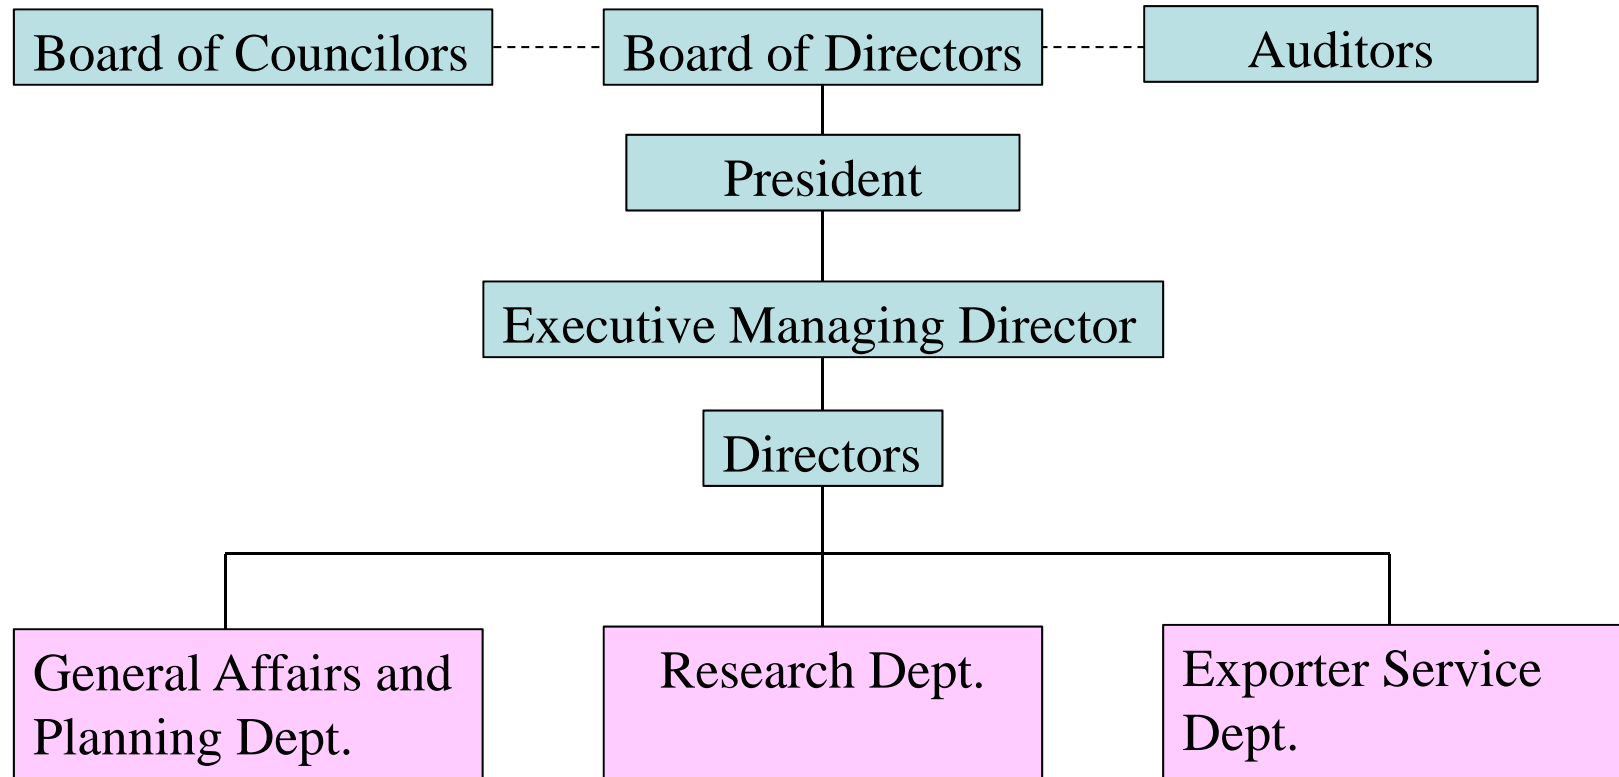 Board of Councilors
Board of Directors
Auditors
President
Executive Managing Director
Directors
General Affairs and
Planning Dept.
Research Dept.
Exporter Service
Dept.